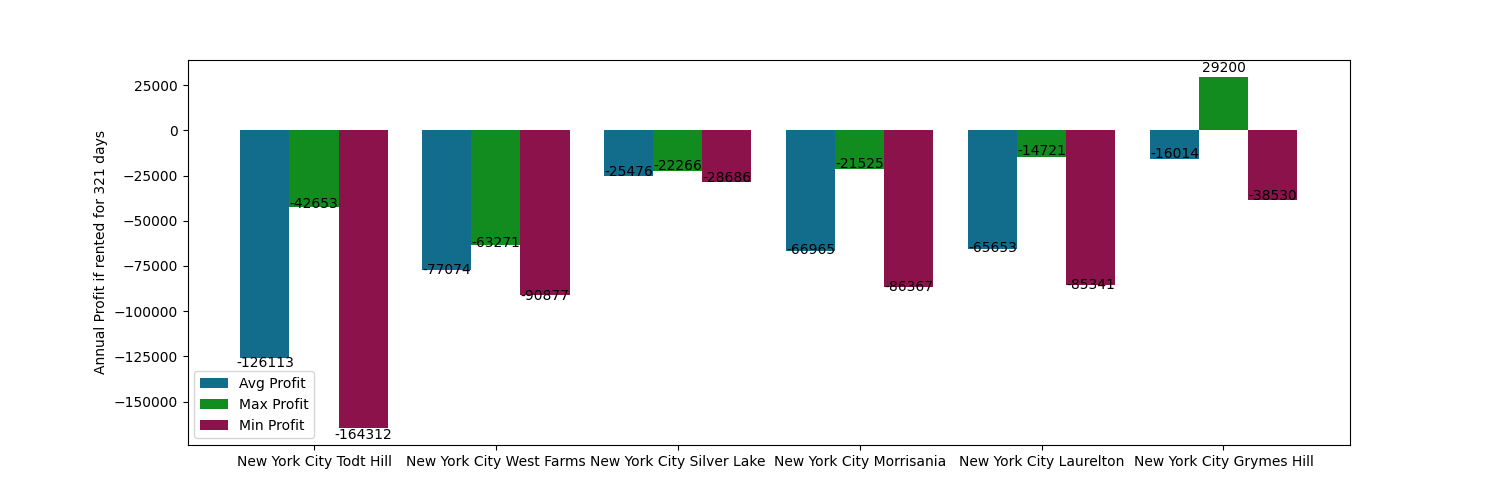 Annual Profit if rented for 321 days
25000
0
−25000
−50000
−75000
−100000
−125000
−150000
-126113
-42653
-164312
-77074
-63271
-90877
-25476
-22266
-28686
-66965
-21525
-86367
-65653
-14721
-85341
-16014
29200
-38530
Avg Profit
Max Profit
Min Profit
New York City Todt Hill
New York City West Farms
New York City Silver Lake
New York City Morrisania
New York City Laurelton
New York City Grymes Hill